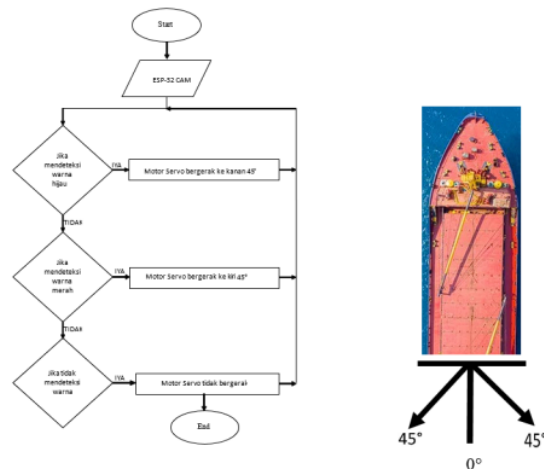 Start
ESP-32 CAM
Jika
mendeteksi
warna
hijau
IYA
Motor Servo bergerak ke kanan 45°
TIDAK
Jika
mendeteksi
warna
merah
IYA
Motor Servo bergerak ke kiri 45°
TIDAK
Jika tidak
mendeteksi
warna
IYA
Motor Servo tidak bergerak
End
45°
45°
0°